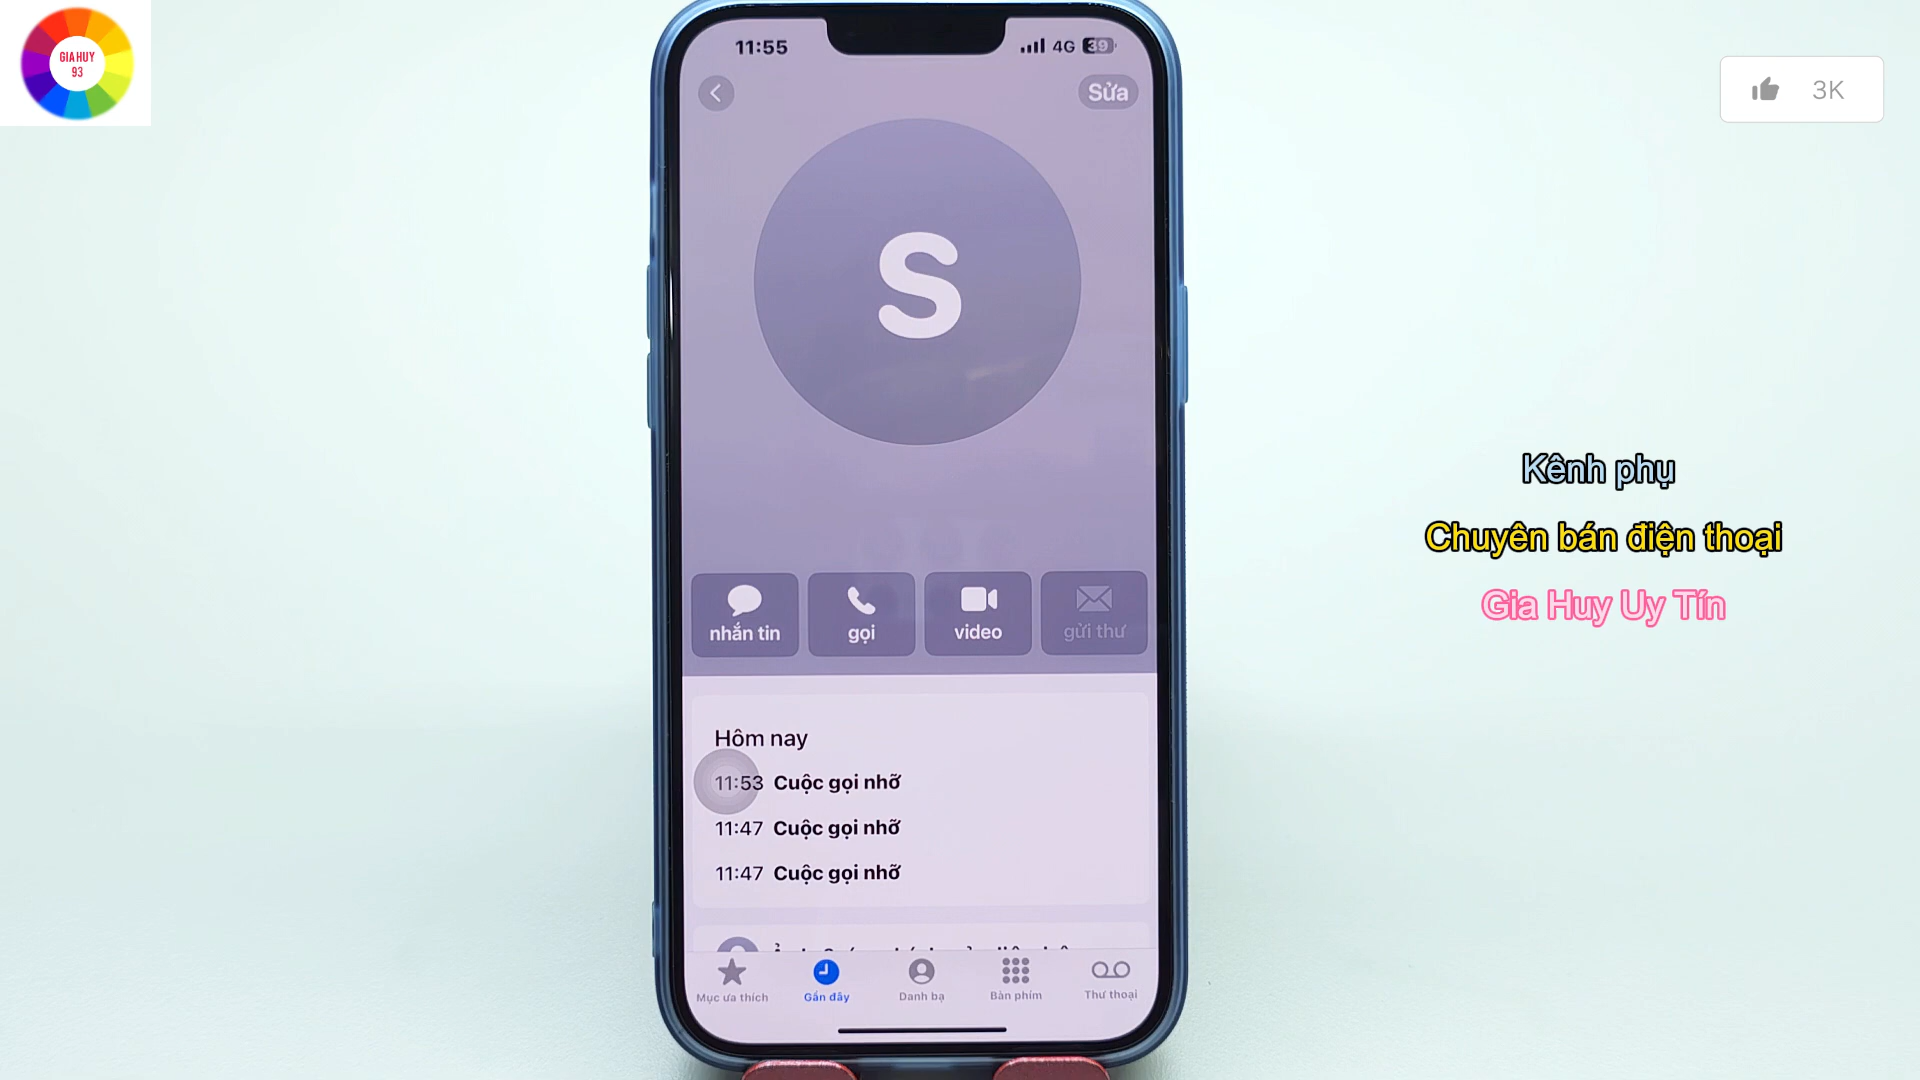 GIA HUY
93
11:55
4G
39
Sửa
3K
S
Kênh phụ
Chuyên bán điện thoại
Gia Huy Uy Tín
nhắn tin
gọi
video
gửi thư
Hôm nay
11:53 Cuộc gọi nhỡ
11:47 Cuộc gọi nhỡ
11:47 Cuộc gọi nhỡ
Mục ưa thích
Gần đây
Danh bạ
Bàn phím
Thư thoại